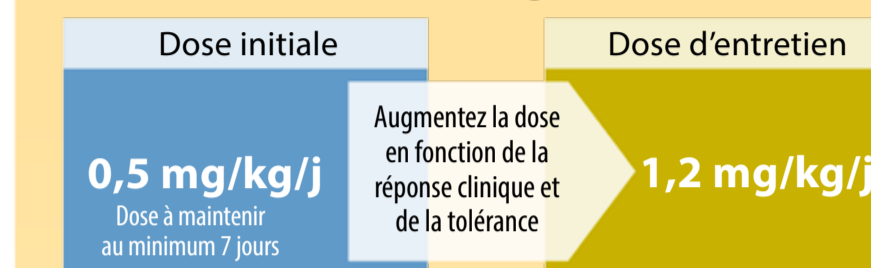 Dose initiale
0,5 mg/kg/j
Dose à maintenir
au minimum 7 jours
Augmentez la dose
en fonction de la
réponse clinique et
de la tolérance
Dose d’entretien
1,2 mg/kg/j